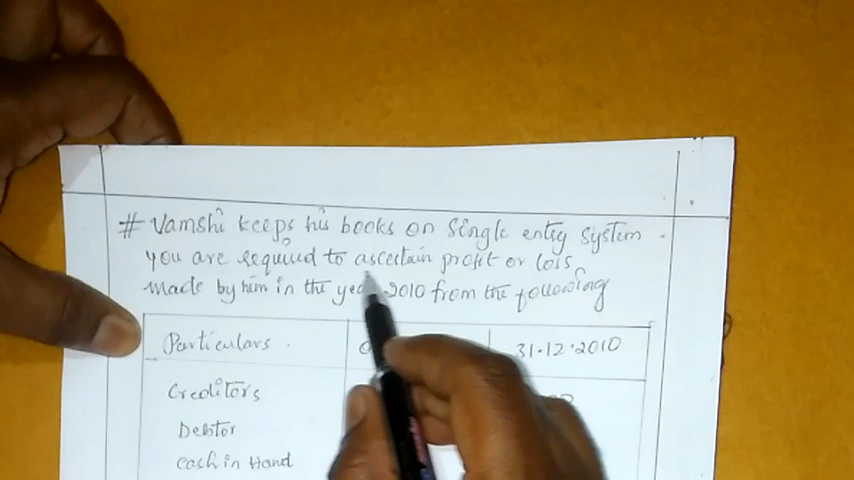 # Vamshi keeps his books on single entry system.
you are required to ascertain profit or loss
made by him in the year 2010 from the following
Particulars 31.12.2010
Creditors
Debtor
Cash in Hand